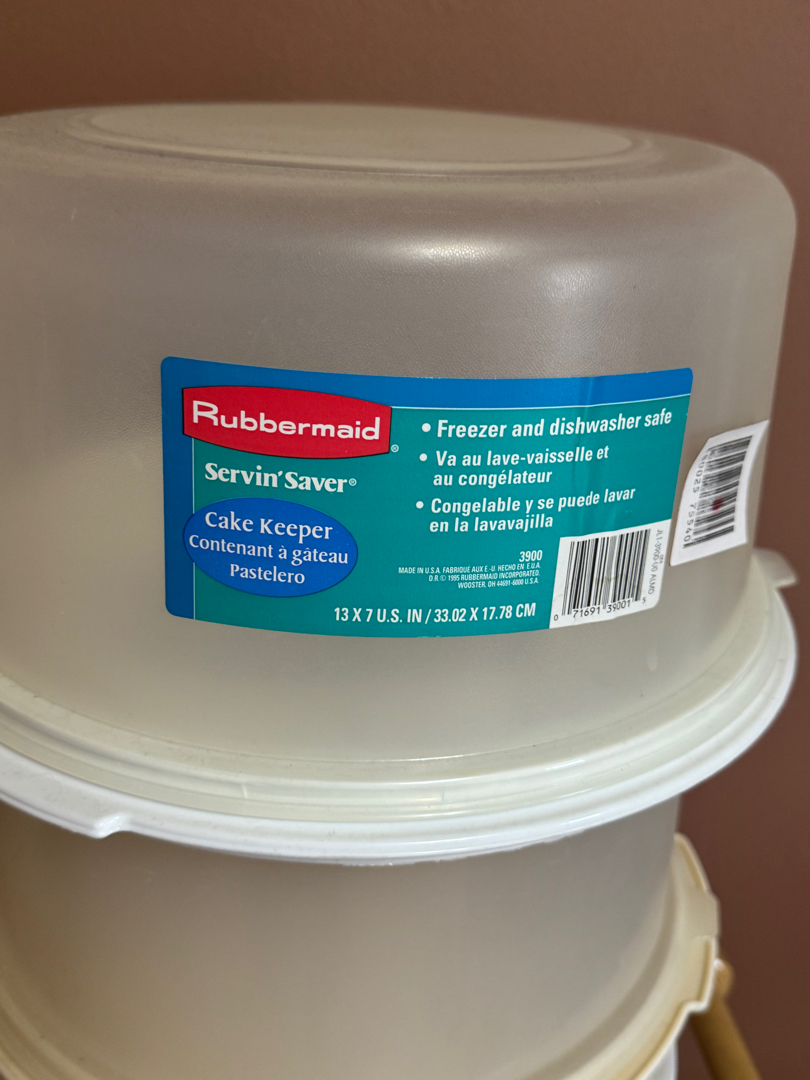 Rubbermaid®
Servin' Saver®
Cake Keeper
Contenant à gâteau
Pastelero
• Freezer and dishwasher safe
• Va au lave-vaisselle et
au congélateur
• Congelable y se puede lavar
en la lavavajilla
3900
MADE IN U.S.A. FABRIQUE AUX E.-U. HECHO EN E.U.A.
D.R. © 1995 RUBBERMAID INCORPORATED,
WOOSTER, OH 44691-6000 U.S.A.
13 X 7 U.S. IN / 33.02 X 17.78 CM
0 71691 39001